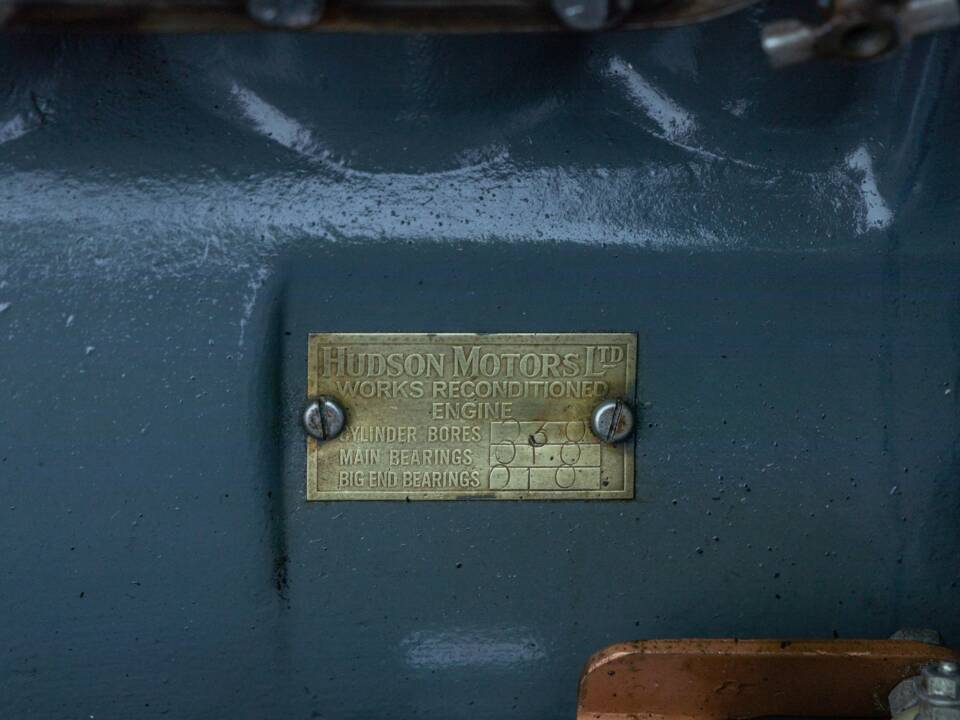 HUDSON MOTORS LTD
WORKS RECONDITIONED
ENGINE
CYLINDER BORES
MAIN BEARINGS
BIG END BEARINGS